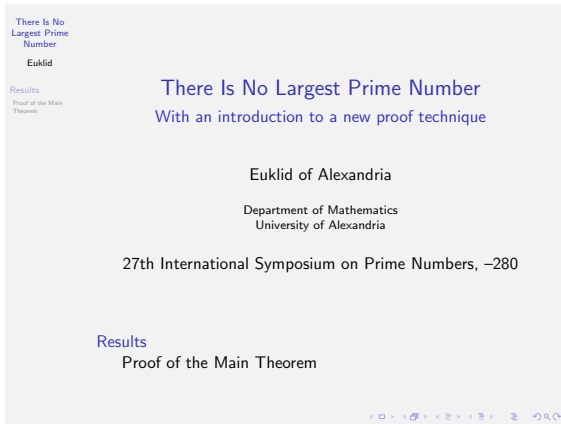 There Is No
Largest Prime
Number
Euklid
Results
Proof of the Main
Theorem
There Is No Largest Prime Number
With an introduction to a new proof technique
Euklid of Alexandria
Department of Mathematics
University of Alexandria
27th International Symposium on Prime Numbers, –280
Results
Proof of the Main Theorem